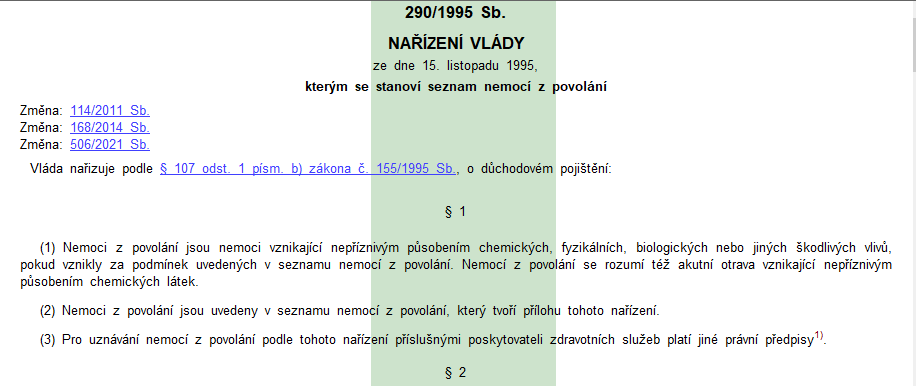 290/1995 Sb.
NAŘÍZENÍ VLÁDY
ze dne 15. listopadu 1995,
kterým se stanoví seznam nemocí z povolání
Změna: 114/2011 Sb.
Změna: 168/2014 Sb.
Změna: 506/2021 Sb.
Vláda nařizuje podle § 107 odst. 1 písm. b) zákona č. 155/1995 Sb., o důchodovém pojištění:
§ 1
(1) Nemoci z povolání jsou nemoci vznikající nepříznivým působením chemických, fyzikálních, biologických nebo jiných škodlivých vlivů,
pokud vznikly za podmínek uvedených v seznamu nemocí z povolání. Nemocí z povolání se rozumí též akutní otrava vznikající nepříznivým
působením chemických látek.
(2) Nemoci z povolání jsou uvedeny v seznamu nemocí z povolání, který tvoří přílohu tohoto nařízení.
(3) Pro uznávání nemocí z povolání podle tohoto nařízení příslušnými poskytovateli zdravotních služeb platí jiné právní předpisy1).
§ 2